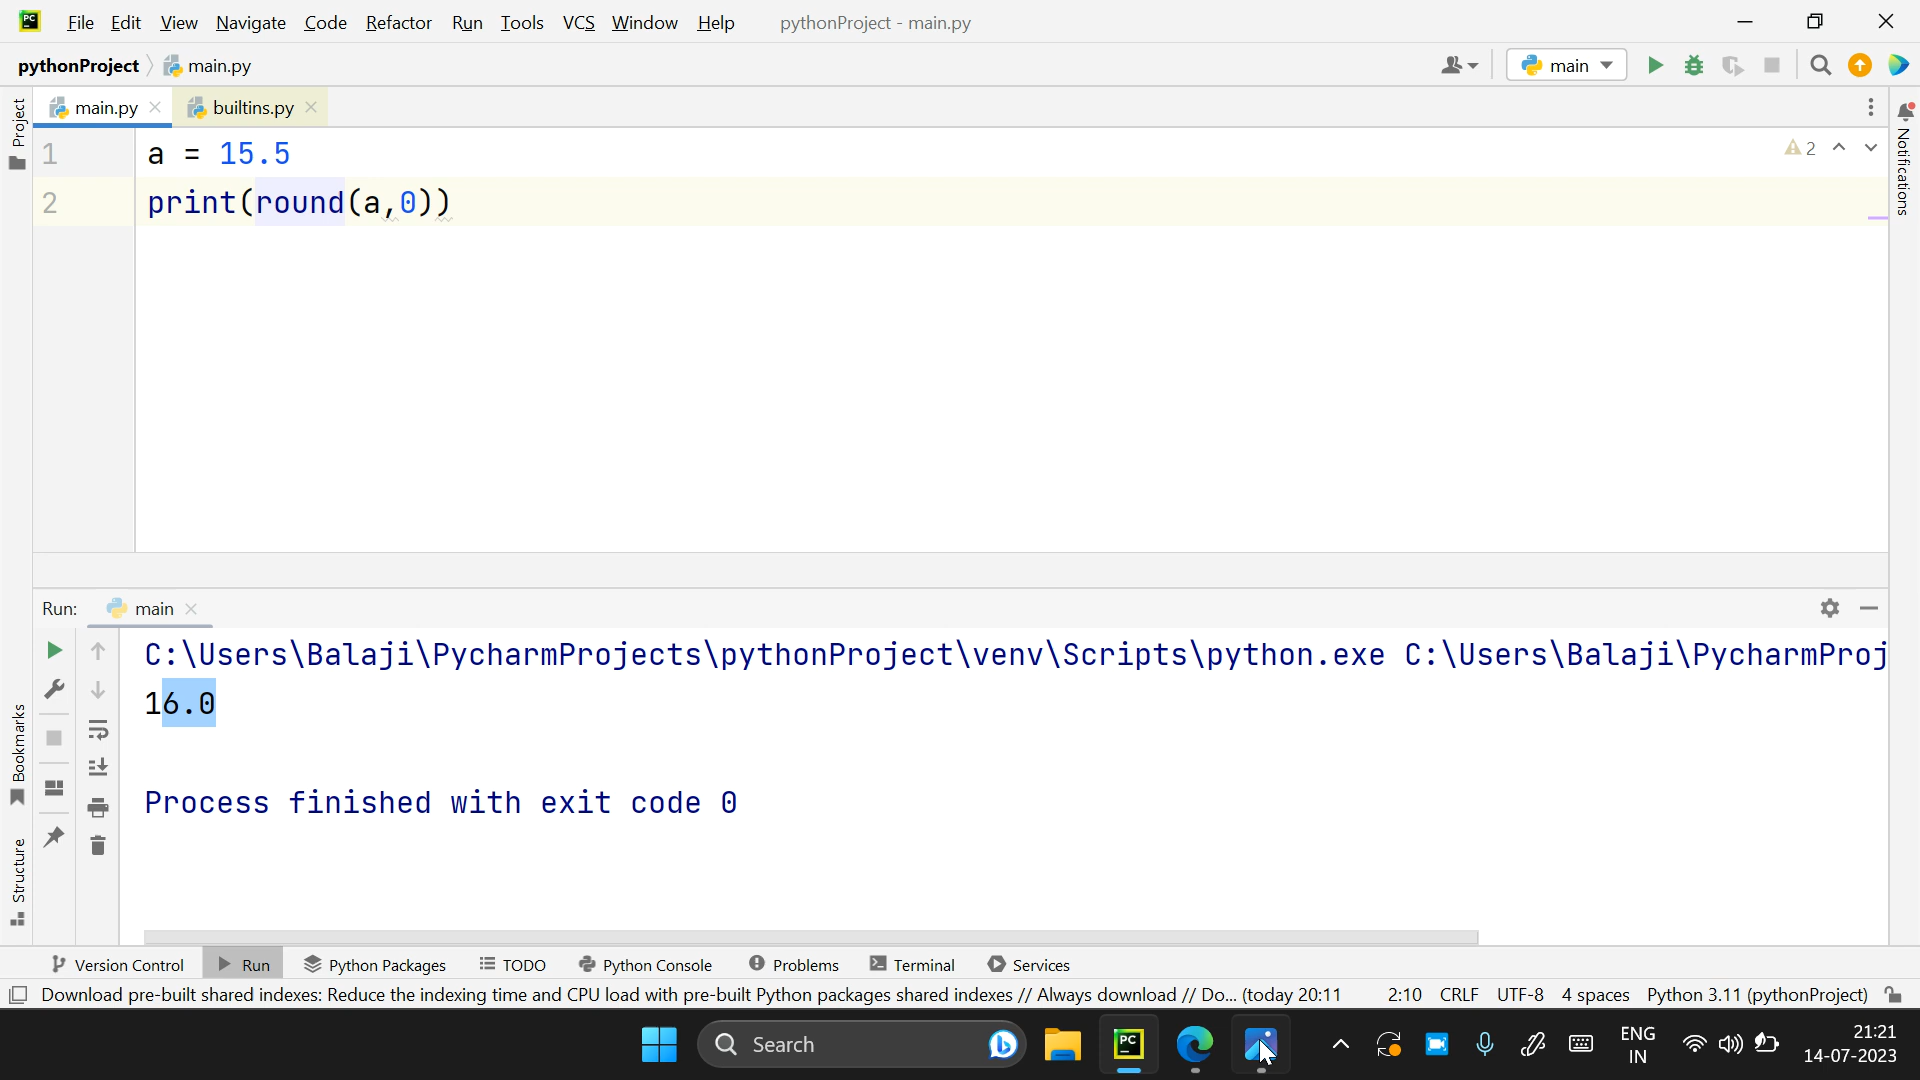 File Edit View Navigate Code Refactor Run Tools VCS Window Help pythonProject - main.py
pythonProject main.py main
main.py builtins.py
Project
Notifications
1 a = 15.5
2 print(round(a,0))
2
Run: main
C:\Users\Balaji\PycharmProjects\pythonProject\venv\Scripts\python.exe C:\Users\Balaji\PycharmProj
16.0
Process finished with exit code 0
Bookmarks
Structure
Version Control Run Python Packages TODO Python Console Problems Terminal Services
Download pre-built shared indexes: Reduce the indexing time and CPU load with pre-built Python packages shared indexes // Always download // Do... (today 20:11 2:10 CRLF UTF-8 4 spaces Python 3.11 (pythonProject)
Search PC ENG 21:21
IN 14-07-2023